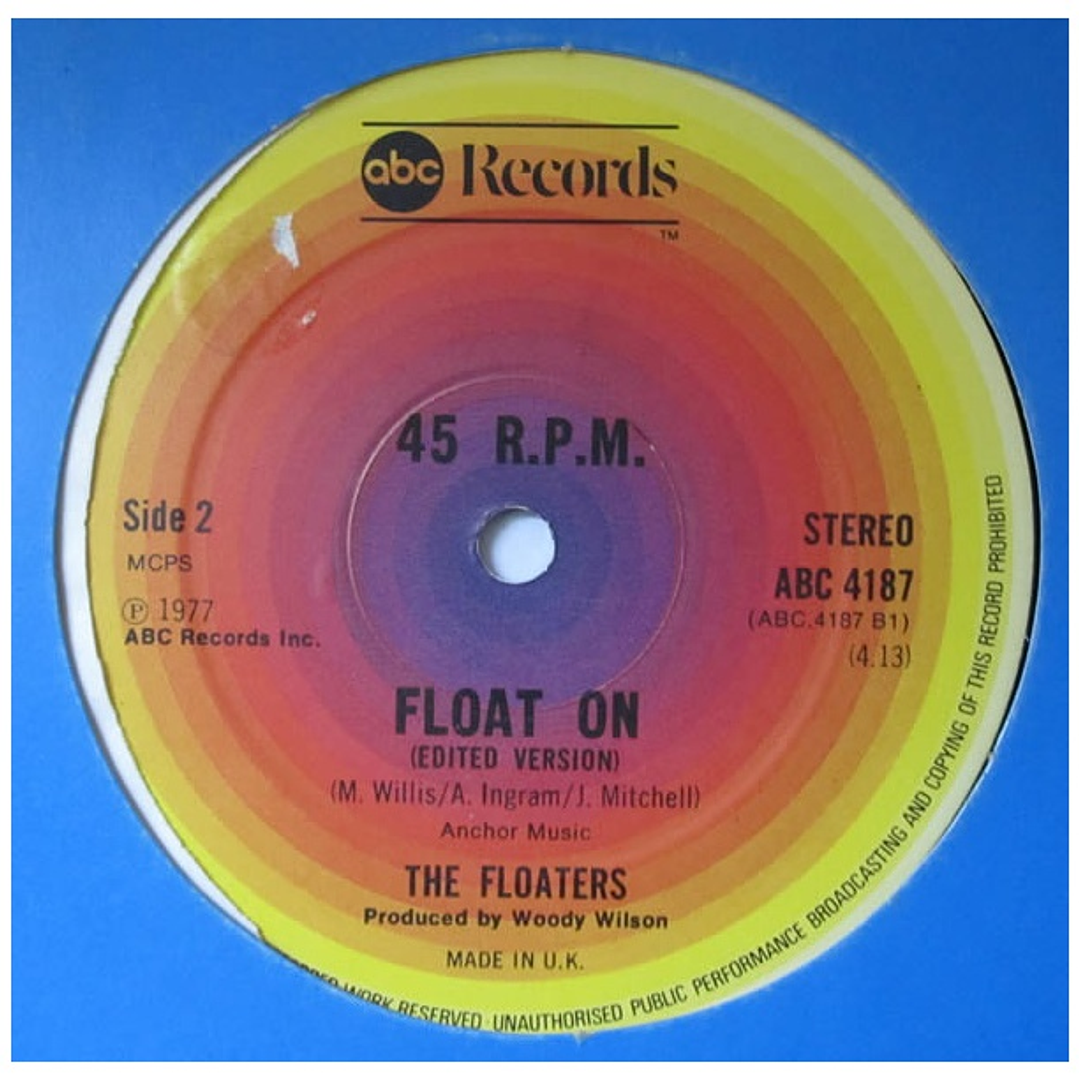 abc Records
TM
45 R.P.M.
Side 2
MCPS
Ⓟ 1977
ABC Records Inc.
STEREO
ABC 4187
(ABC.4187 B1)
(4.13)
FLOAT ON
(EDITED VERSION)
(M. Willis/A. Ingram/J. Mitchell)
Anchor Music
THE FLOATERS
Produced by Woody Wilson
MADE IN U.K.
WORK RESERVED · UNAUTHORISED PUBLIC PERFORMANCE BROADCASTING AND COPYING OF THIS RECORD PROHIBITED